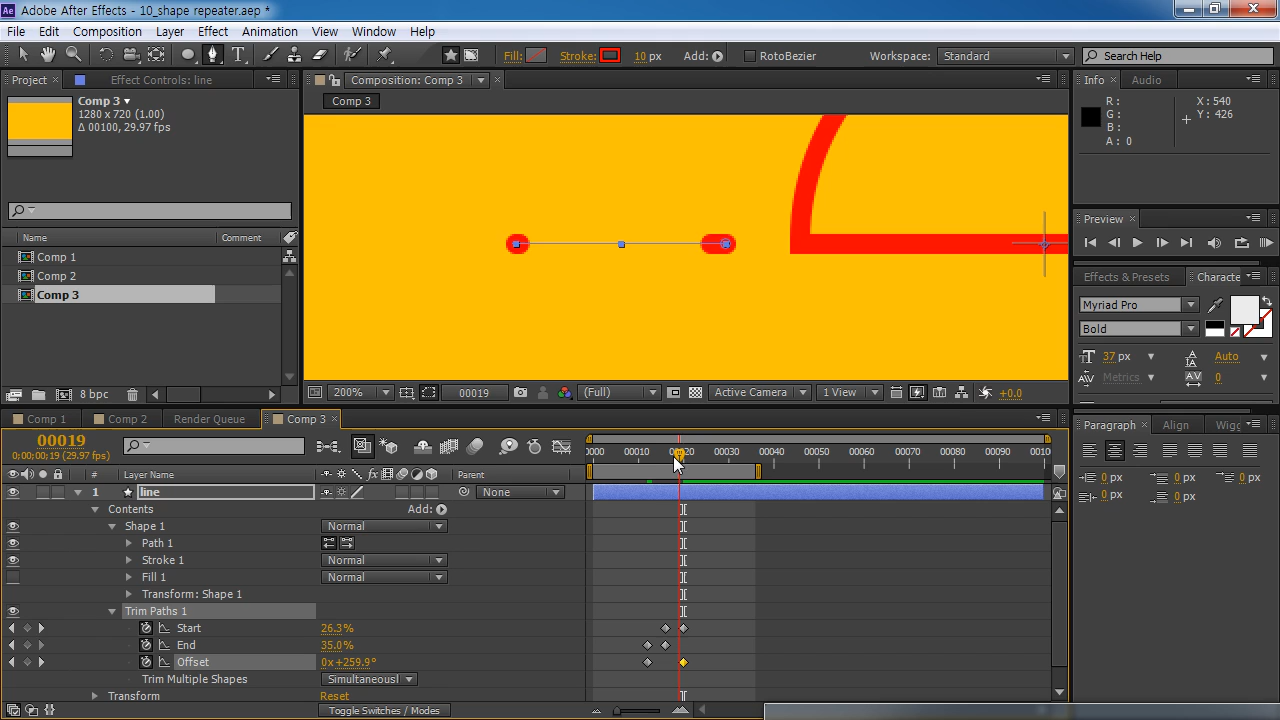 Ae Adobe After Effects - 10_shape repeater.aep *
File Edit Composition Layer Effect Animation View Window Help
Fill: Stroke: 10 px Add: RotoBezier Workspace: Standard Search Help
Project × Effect Controls: line
Composition: Comp 3
Info × Audio
Comp 3
1280 x 720 (1.00)
Δ 00100, 29.97 fps
Comp 3
R :
G :
B :
A : 0
X : 540
Y : 426
Preview ×
Name Comment
Comp 1
Comp 2
Comp 3
Effects & Presets Characte
Myriad Pro
Bold
37 px Auto
Metrics 0
8 bpc
200% 00019 (Full) Active Camera 1 View +0.0
Comp 1 Comp 2 Render Queue Comp 3 ×
Paragraph × Align Wigg
00019
0;00;00;19 (29.97 fps)
0000 00010 00020 00030 00040 00050 00060 00070 00080 00090 0010
# Layer Name Parent
0 px 0 px 0 px
0 px 0 px
1 line None
Contents Add:
Shape 1 Normal
Path 1
Stroke 1 Normal
Fill 1 Normal
Transform: Shape 1
Trim Paths 1
Start 26.3%
End 35.0%
Offset 0x+259.9°
Trim Multiple Shapes Simultaneousl
Transform Reset
Toggle Switches / Modes